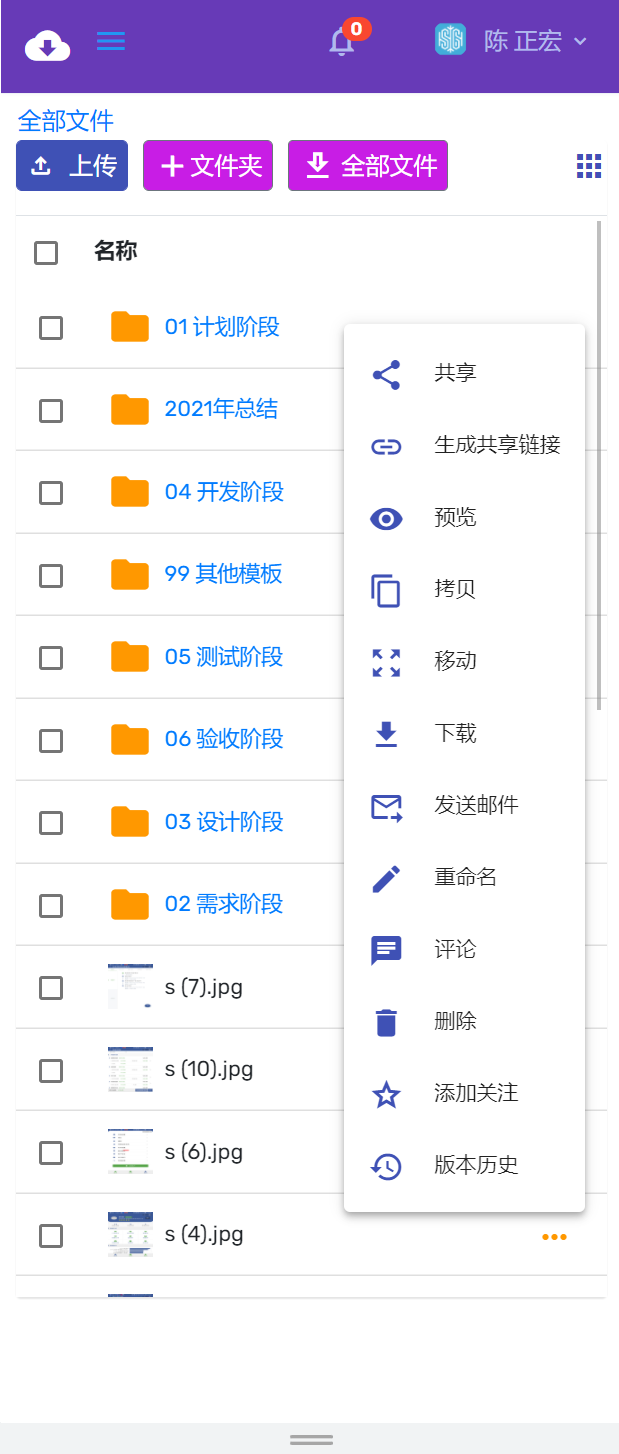 0
陈 正宏
全部文件
上传
文件夹
全部文件
名称
01 计划阶段
2021年总结
04 开发阶段
99 其他模板
05 测试阶段
06 验收阶段
03 设计阶段
02 需求阶段
s (7).jpg
s (10).jpg
s (6).jpg
s (4).jpg
共享
生成共享链接
预览
拷贝
移动
下载
发送邮件
重命名
评论
删除
添加关注
版本历史